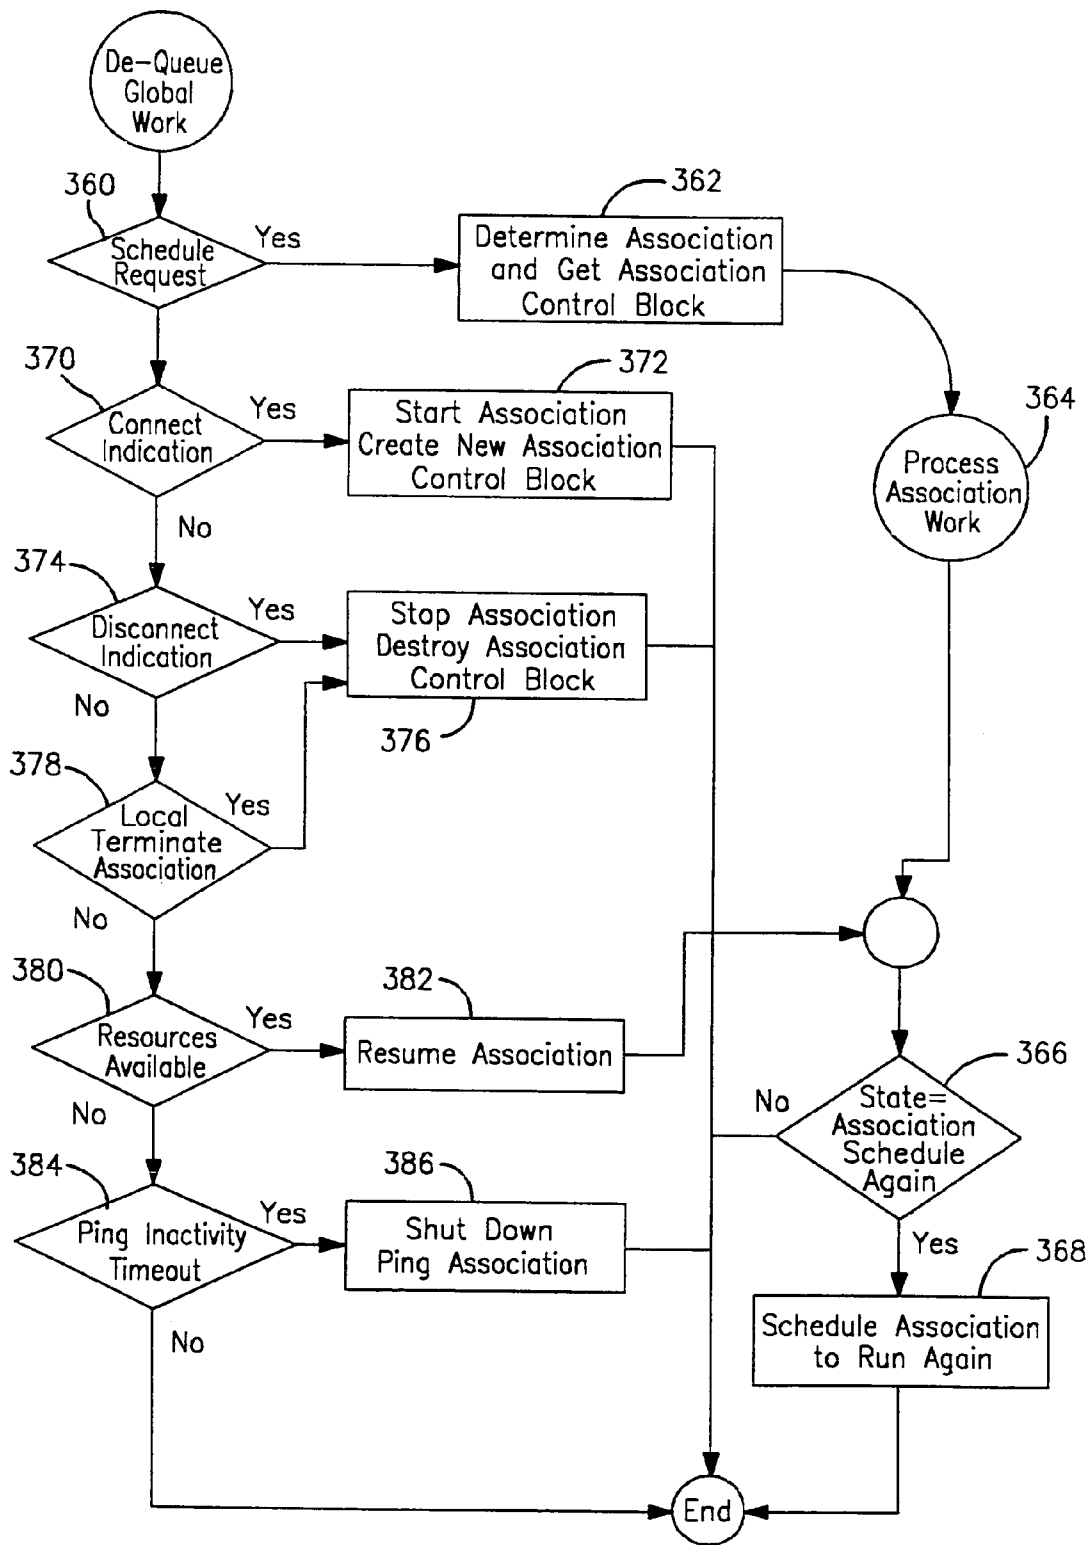 De-Queue
Global
Work
360
Schedule
Request
Yes
362
Determine Association
and Get Association
Control Block
370
Connect
Indication
Yes
372
Start Association
Create New Association
Control Block
364
Process
Association
Work
No
374
Disconnect
Indication
Yes
Stop Association
Destroy Association
Control Block
376
No
378
Local
Terminate
Association
Yes
No
380
Resources
Available
Yes
382
Resume Association
366
State=
Association
Schedule
Again
No
No
384
Ping Inactivity
Timeout
Yes
386
Shut Down
Ping Association
Yes
368
Schedule Association
to Run Again
No
End